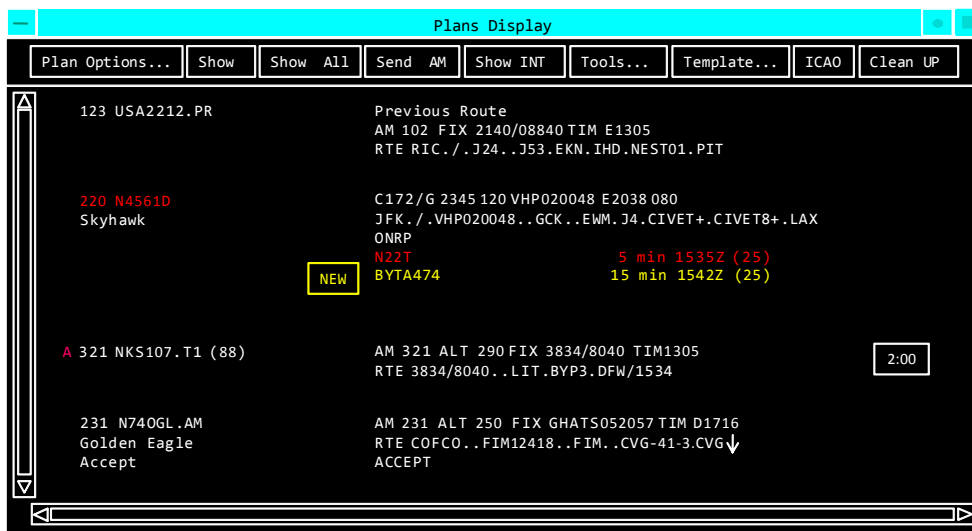 Plans Display
Plan Options... Show Show All Send AM Show INT Tools... Template... ICAO Clean UP
123 USA2212.PR Previous Route
AM 102 FIX 2140/08840 TIM E1305
RTE RIC./.J24..J53.EKN.IHD.NEST01.PIT
220 N4561D C172/G 2345 120 VHP020048 E2038 080
Skyhawk JFK./.VHP020048..GCK..EWM.J4.CIVET+.CIVET8+.LAX
ONRP
N22T 5 min 1535Z (25)
NEW BYTA474 15 min 1542Z (25)
A 321 NKS107.T1 (88) AM 321 ALT 290 FIX 3834/8040 TIM1305 2:00
RTE 3834/8040..LIT.BYP3.DFW/1534
231 N740GL.AM AM 231 ALT 250 FIX GHATS052057 TIM D1716
Golden Eagle RTE COFCO..FIM12418..FIM..CVG-41-3.CVG↓
Accept ACCEPT